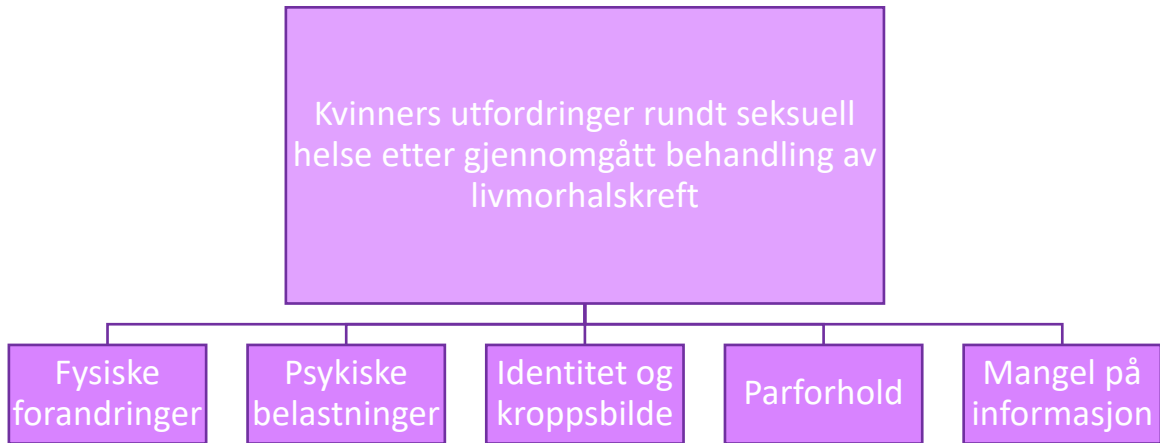 Kvinners utfordringer rundt seksuell
helse etter gjennomgått behandling av
livmorhalskreft
Fysiske
forandringer
Psykiske
belastninger
Identitet og
kroppsbilde
Parforhold
Mangel på
informasjon